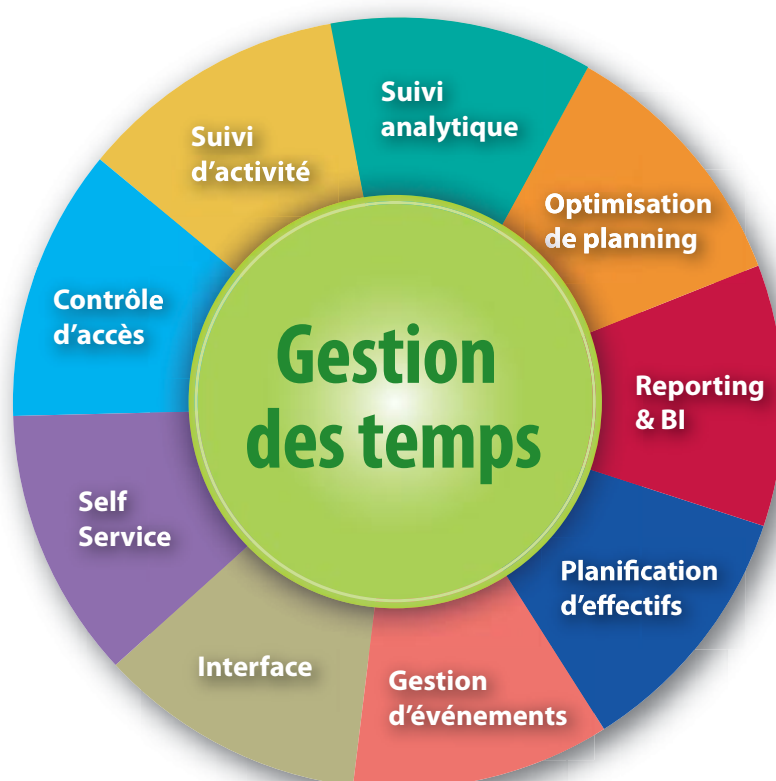 Suivi
analytique
Optimisation
de planning
Reporting
& BI
Planification
d'effectifs
Gestion
d'événements
Interface
Self
Service
Contrôle
d'accès
Suivi
d'activité
Gestion
des temps